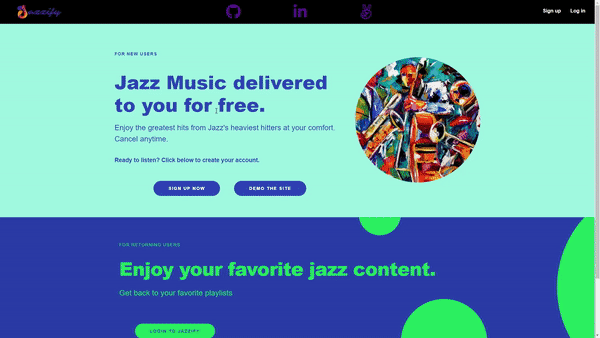 Jazzify
in
Sign up
Log in
FOR NEW USERS
Jazz Music delivered
to you for free.
Enjoy the greatest hits from Jazz's heaviest hitters at your comfort.
Cancel anytime.
Ready to listen? Click below to create your account.
SIGN UP NOW
DEMO THE SITE
FOR RETURNING USERS
Enjoy your favorite jazz content.
Get back to your favorite playlists
LOGIN TO JAZZIFY